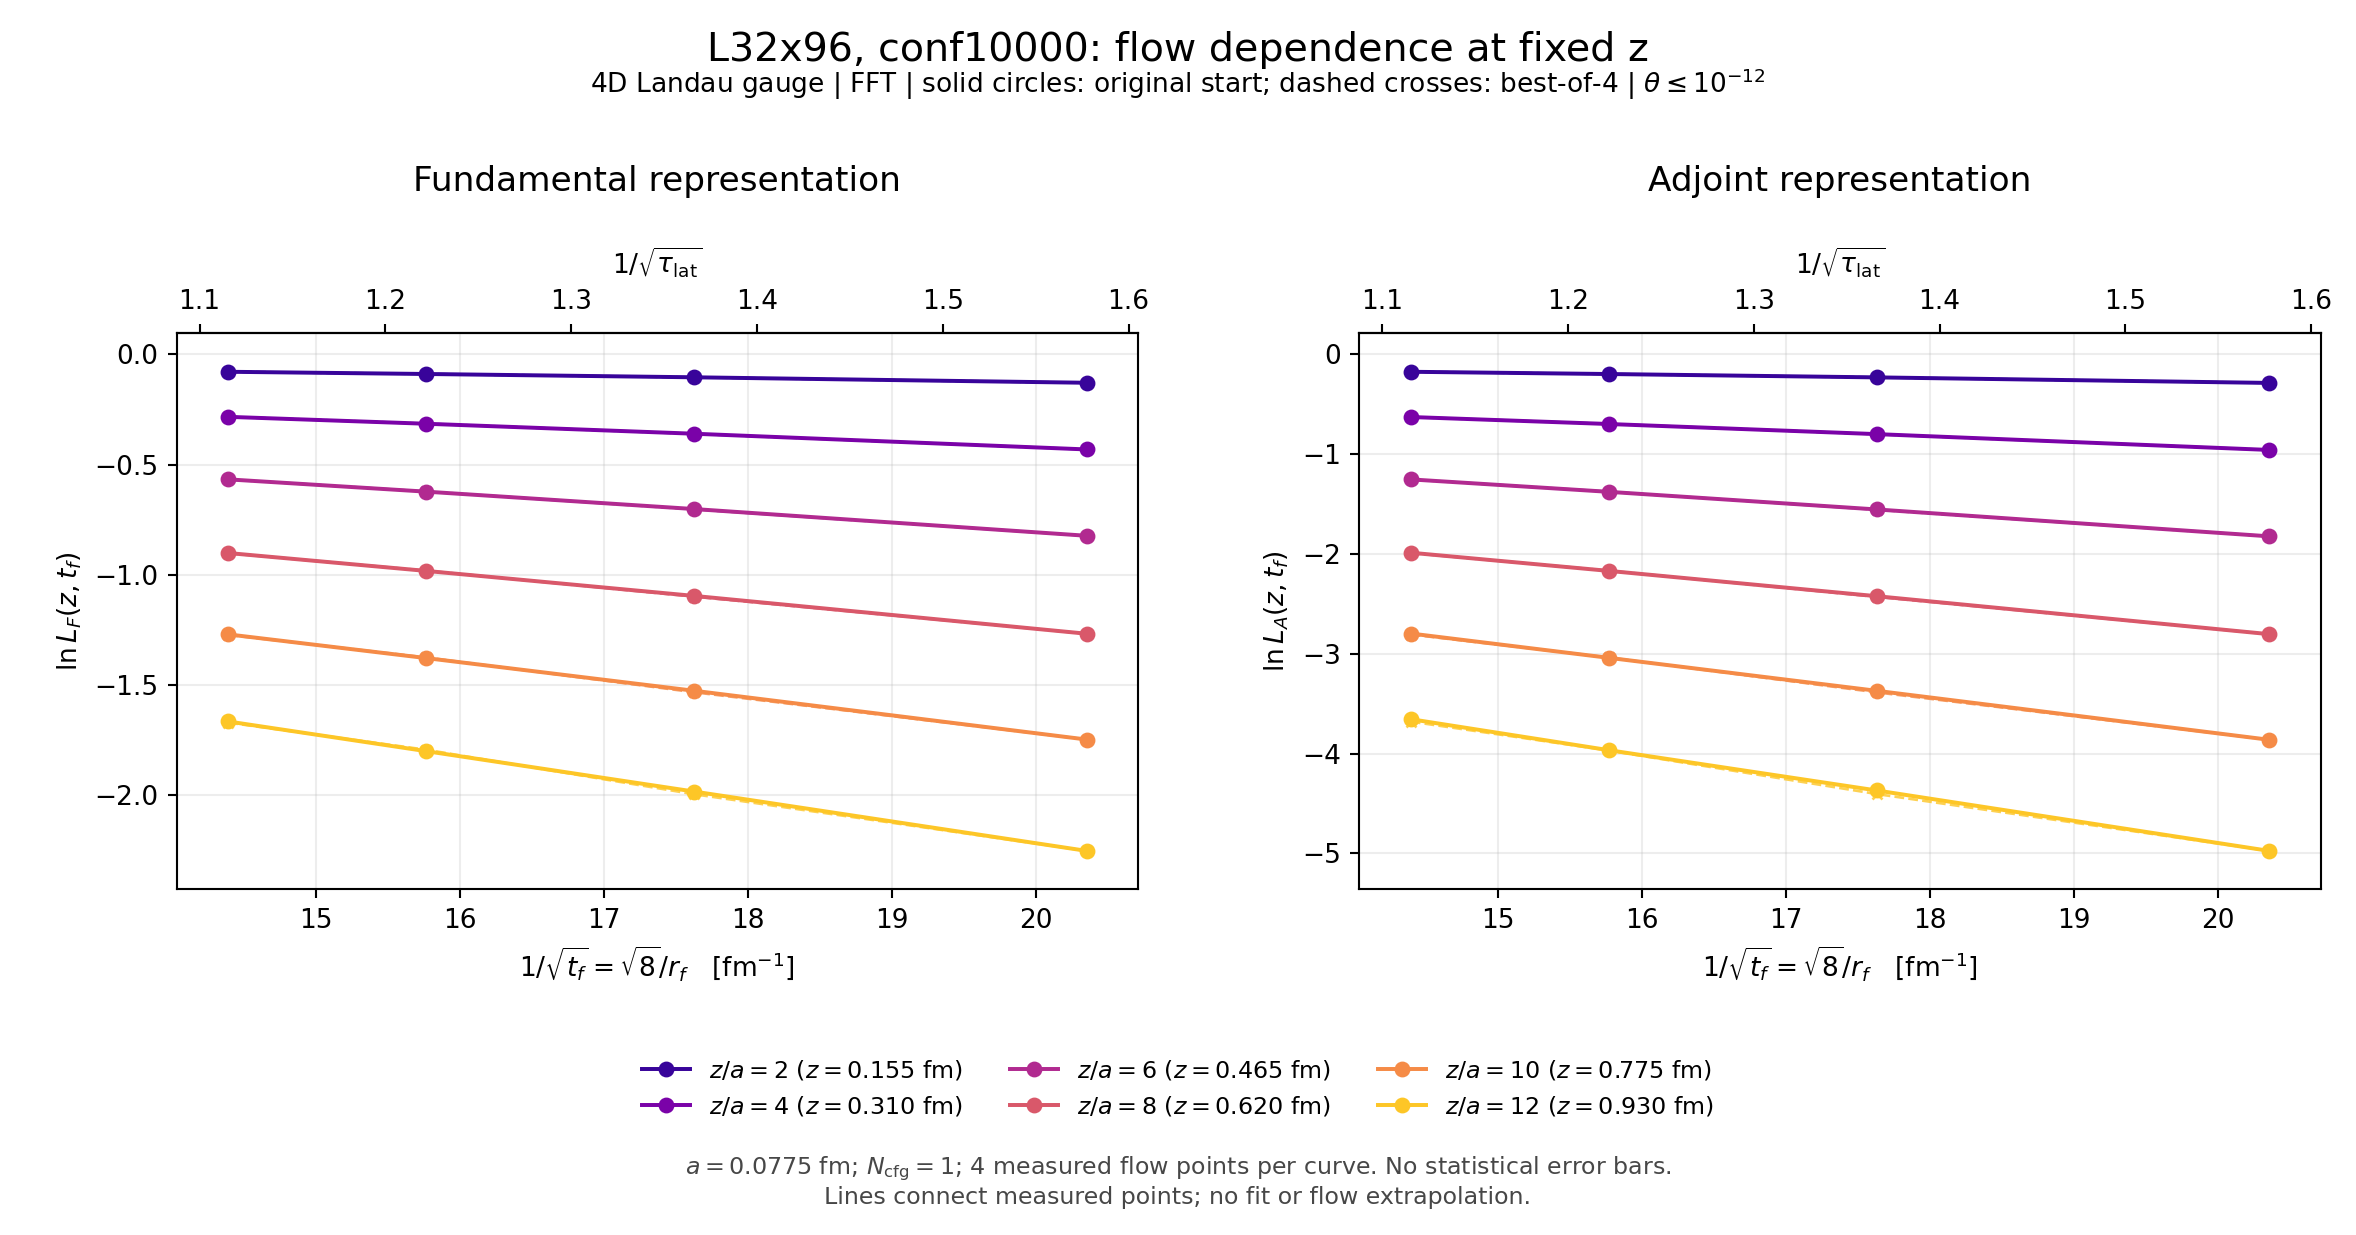 L32x96, conf10000: flow dependence at fixed z
4D Landau gauge | FFT | solid circles: original start; dashed crosses: best-of-4 | θ ≤ 10⁻¹²
Fundamental representation
1/√τ_lat
1.1 1.2 1.3 1.4 1.5 1.6
0.0
−0.5
−1.0
−1.5
−2.0
ln L_F(z, t_f)
15 16 17 18 19 20
1/√t_f = √8/r_f [fm⁻¹]
Adjoint representation
1/√τ_lat
1.1 1.2 1.3 1.4 1.5 1.6
0
−1
−2
−3
−4
−5
ln L_A(z, t_f)
15 16 17 18 19 20
1/√t_f = √8/r_f [fm⁻¹]
z/a = 2 (z = 0.155 fm) z/a = 6 (z = 0.465 fm) z/a = 10 (z = 0.775 fm)
z/a = 4 (z = 0.310 fm) z/a = 8 (z = 0.620 fm) z/a = 12 (z = 0.930 fm)
a = 0.0775 fm; N_cfg = 1; 4 measured flow points per curve. No statistical error bars.
Lines connect measured points; no fit or flow extrapolation.